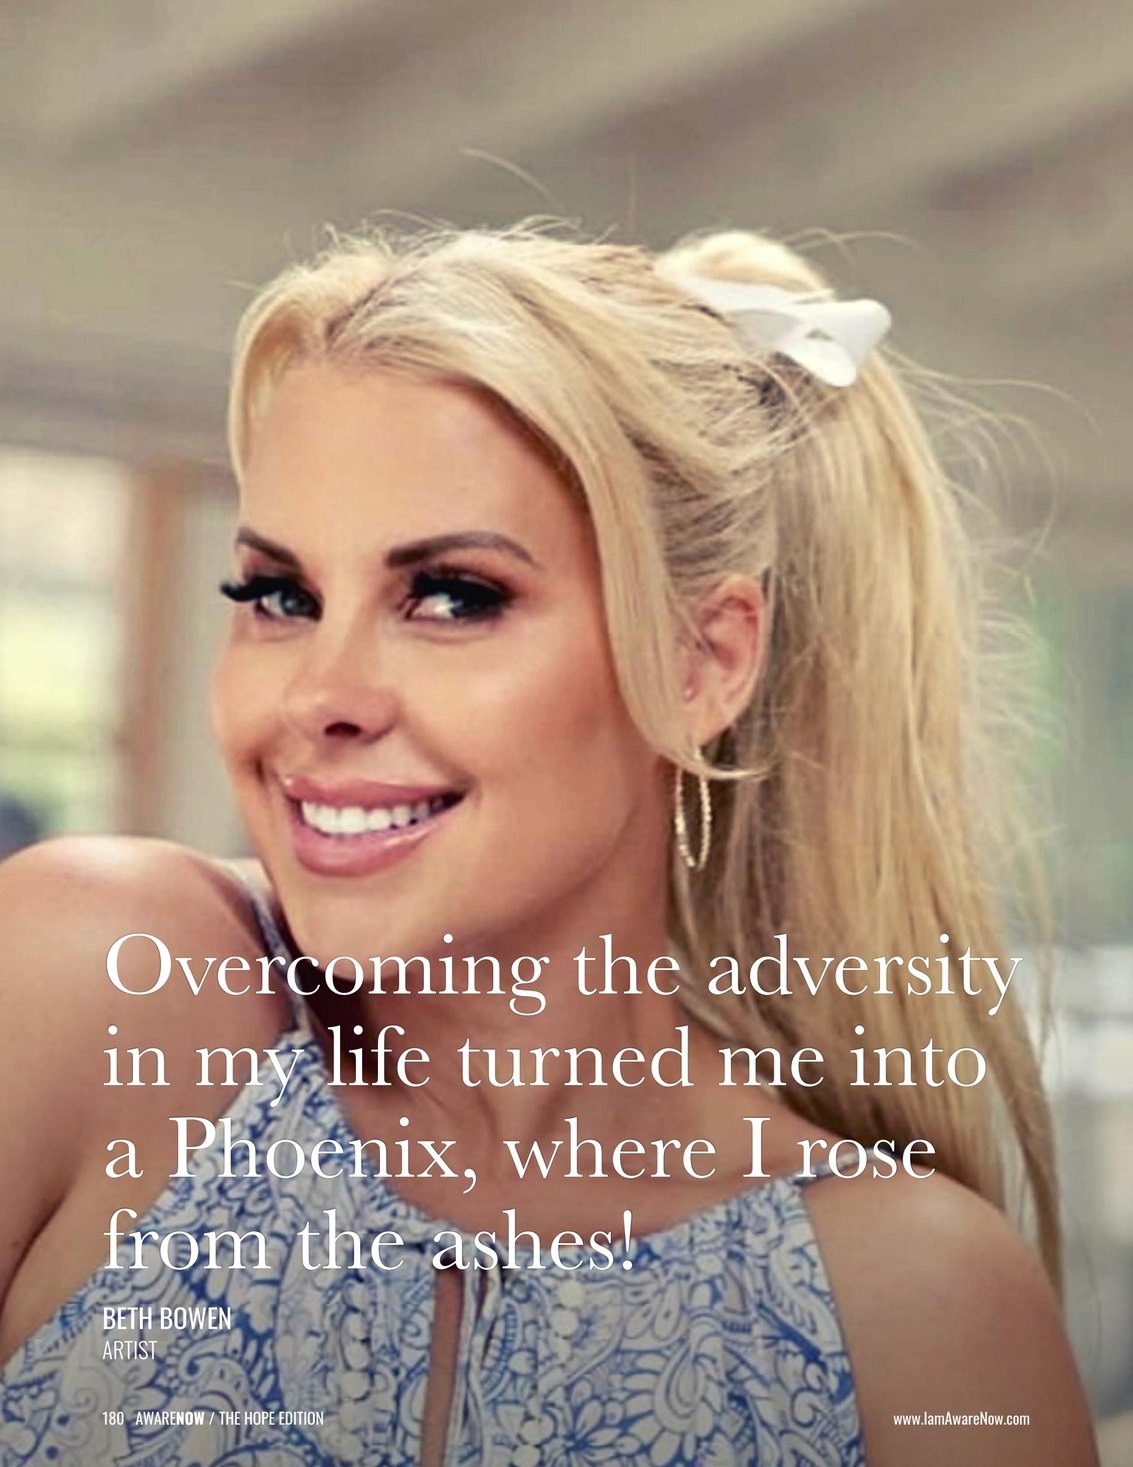 Overcoming the adversity
in my life turned me into
a Phoenix, where I rose
from the ashes!
BETH BOWEN
ARTIST
180 AWARENOW / THE HOPE EDITION
www.IamAwareNow.com